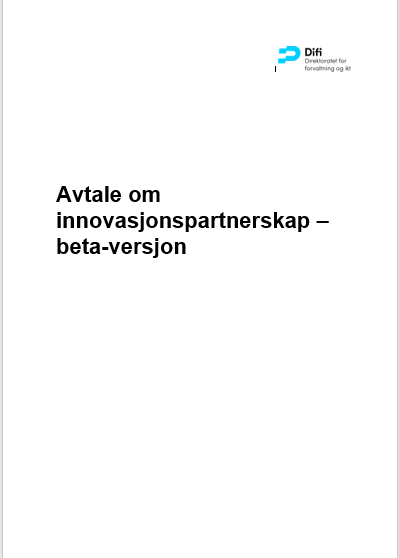 Difi
Direktoratet for
forvaltning og ikt
Avtale om
innovasjonspartnerskap –
beta-versjon